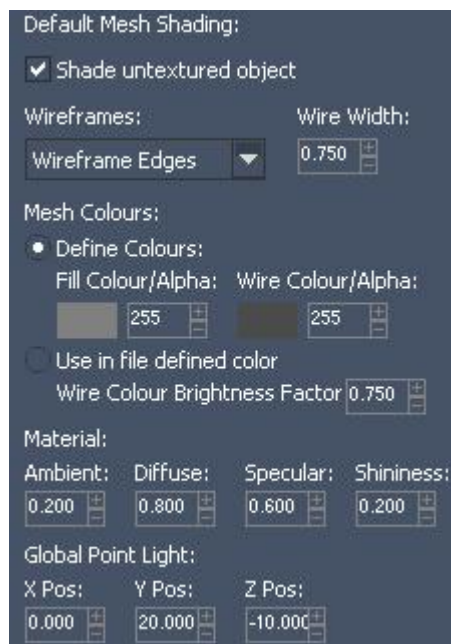 Default Mesh Shading:
Shade untextured object
Wireframes: Wire Width:
Wireframe Edges 0.750
Mesh Colours:
Define Colours:
Fill Colour/Alpha: Wire Colour/Alpha:
255 255
Use in file defined color
Wire Colour Brightness Factor 0.750
Material:
Ambient: Diffuse: Specular: Shininess:
0.200 0.800 0.600 0.200
Global Point Light:
X Pos: Y Pos: Z Pos:
0.000 20.000 -10.000